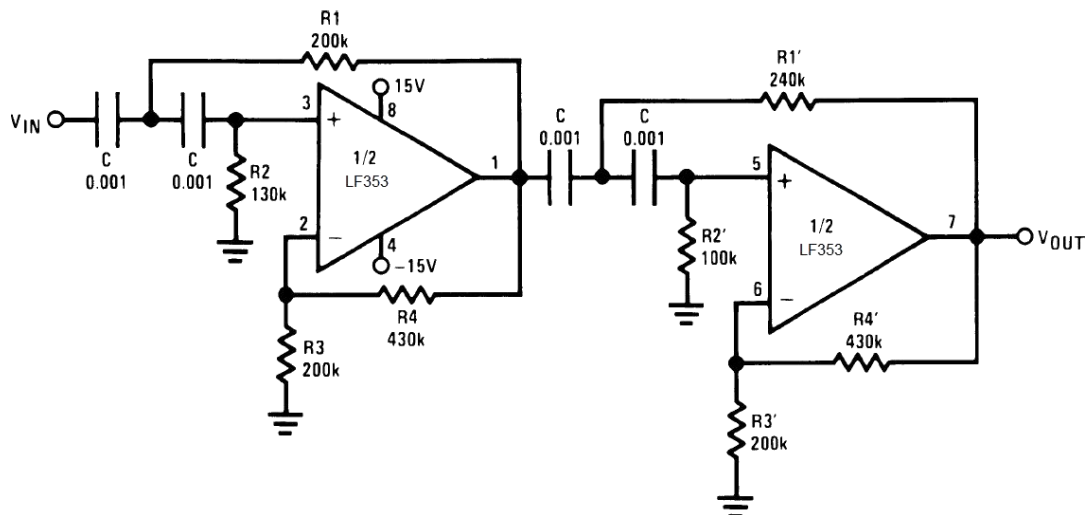 R1
200k
15V
8
3
+
V_IN
C
0.001
C
0.001
R2
130k
1/2
LF353
1
2
−
4
−15V
R4
430k
R3
200k
R1'
240k
C
0.001
C
0.001
5
+
R2'
100k
1/2
LF353
7
V_OUT
6
−
R4'
430k
R3'
200k